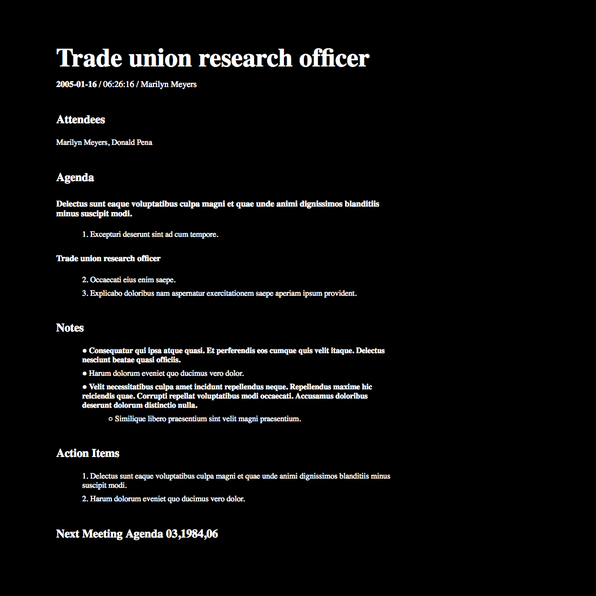 Trade union research officer
2005-01-16 / 06:26:16 / Marilyn Meyers
Attendees
Marilyn Meyers, Donald Pena
Agenda
Delectus sunt eaque voluptatibus culpa magni et quae unde animi dignissimos blanditiis
minus suscipit modi.
1. Excepturi deserunt sint ad cum tempore.
Trade union research officer
2. Occaecati eius enim saepe.
3. Explicabo doloribus nam aspernatur exercitationem saepe aperiam ipsum provident.
Notes
● Consequatur qui ipsa atque quasi. Et perferendis eos cumque quis velit itaque. Delectus
nesciunt beatae quasi officiis.
● Harum dolorum eveniet quo ducimus vero dolor.
● Velit necessitatibus culpa amet incidunt repellendus neque. Repellendus maxime hic
reiciendis quae. Corrupti repellat voluptatibus modi occaecati. Accusamus doloribus
deserunt dolorum distinctio nulla.
○ Similique libero praesentium sint velit magni praesentium.
Action Items
1. Delectus sunt eaque voluptatibus culpa magni et quae unde animi dignissimos blanditiis minus
suscipit modi.
2. Harum dolorum eveniet quo ducimus vero dolor.
Next Meeting Agenda 03,1984,06